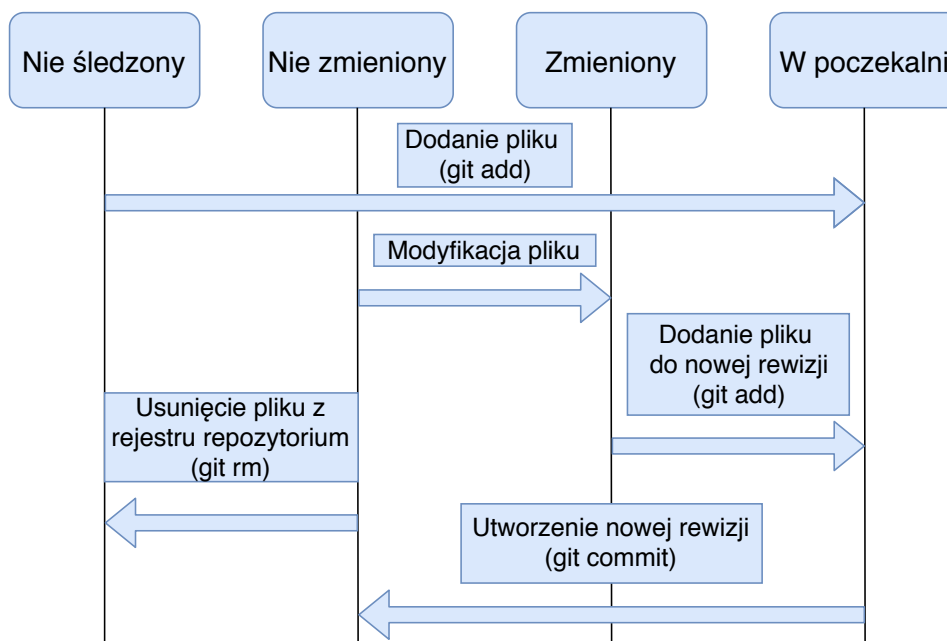 Nie śledzony
Nie zmieniony
Zmieniony
W poczekalni
Dodanie pliku
(git add)
Modyfikacja pliku
Dodanie pliku
do nowej rewizji
(git add)
Usunięcie pliku z
rejestru repozytorium
(git rm)
Utworzenie nowej rewizji
(git commit)